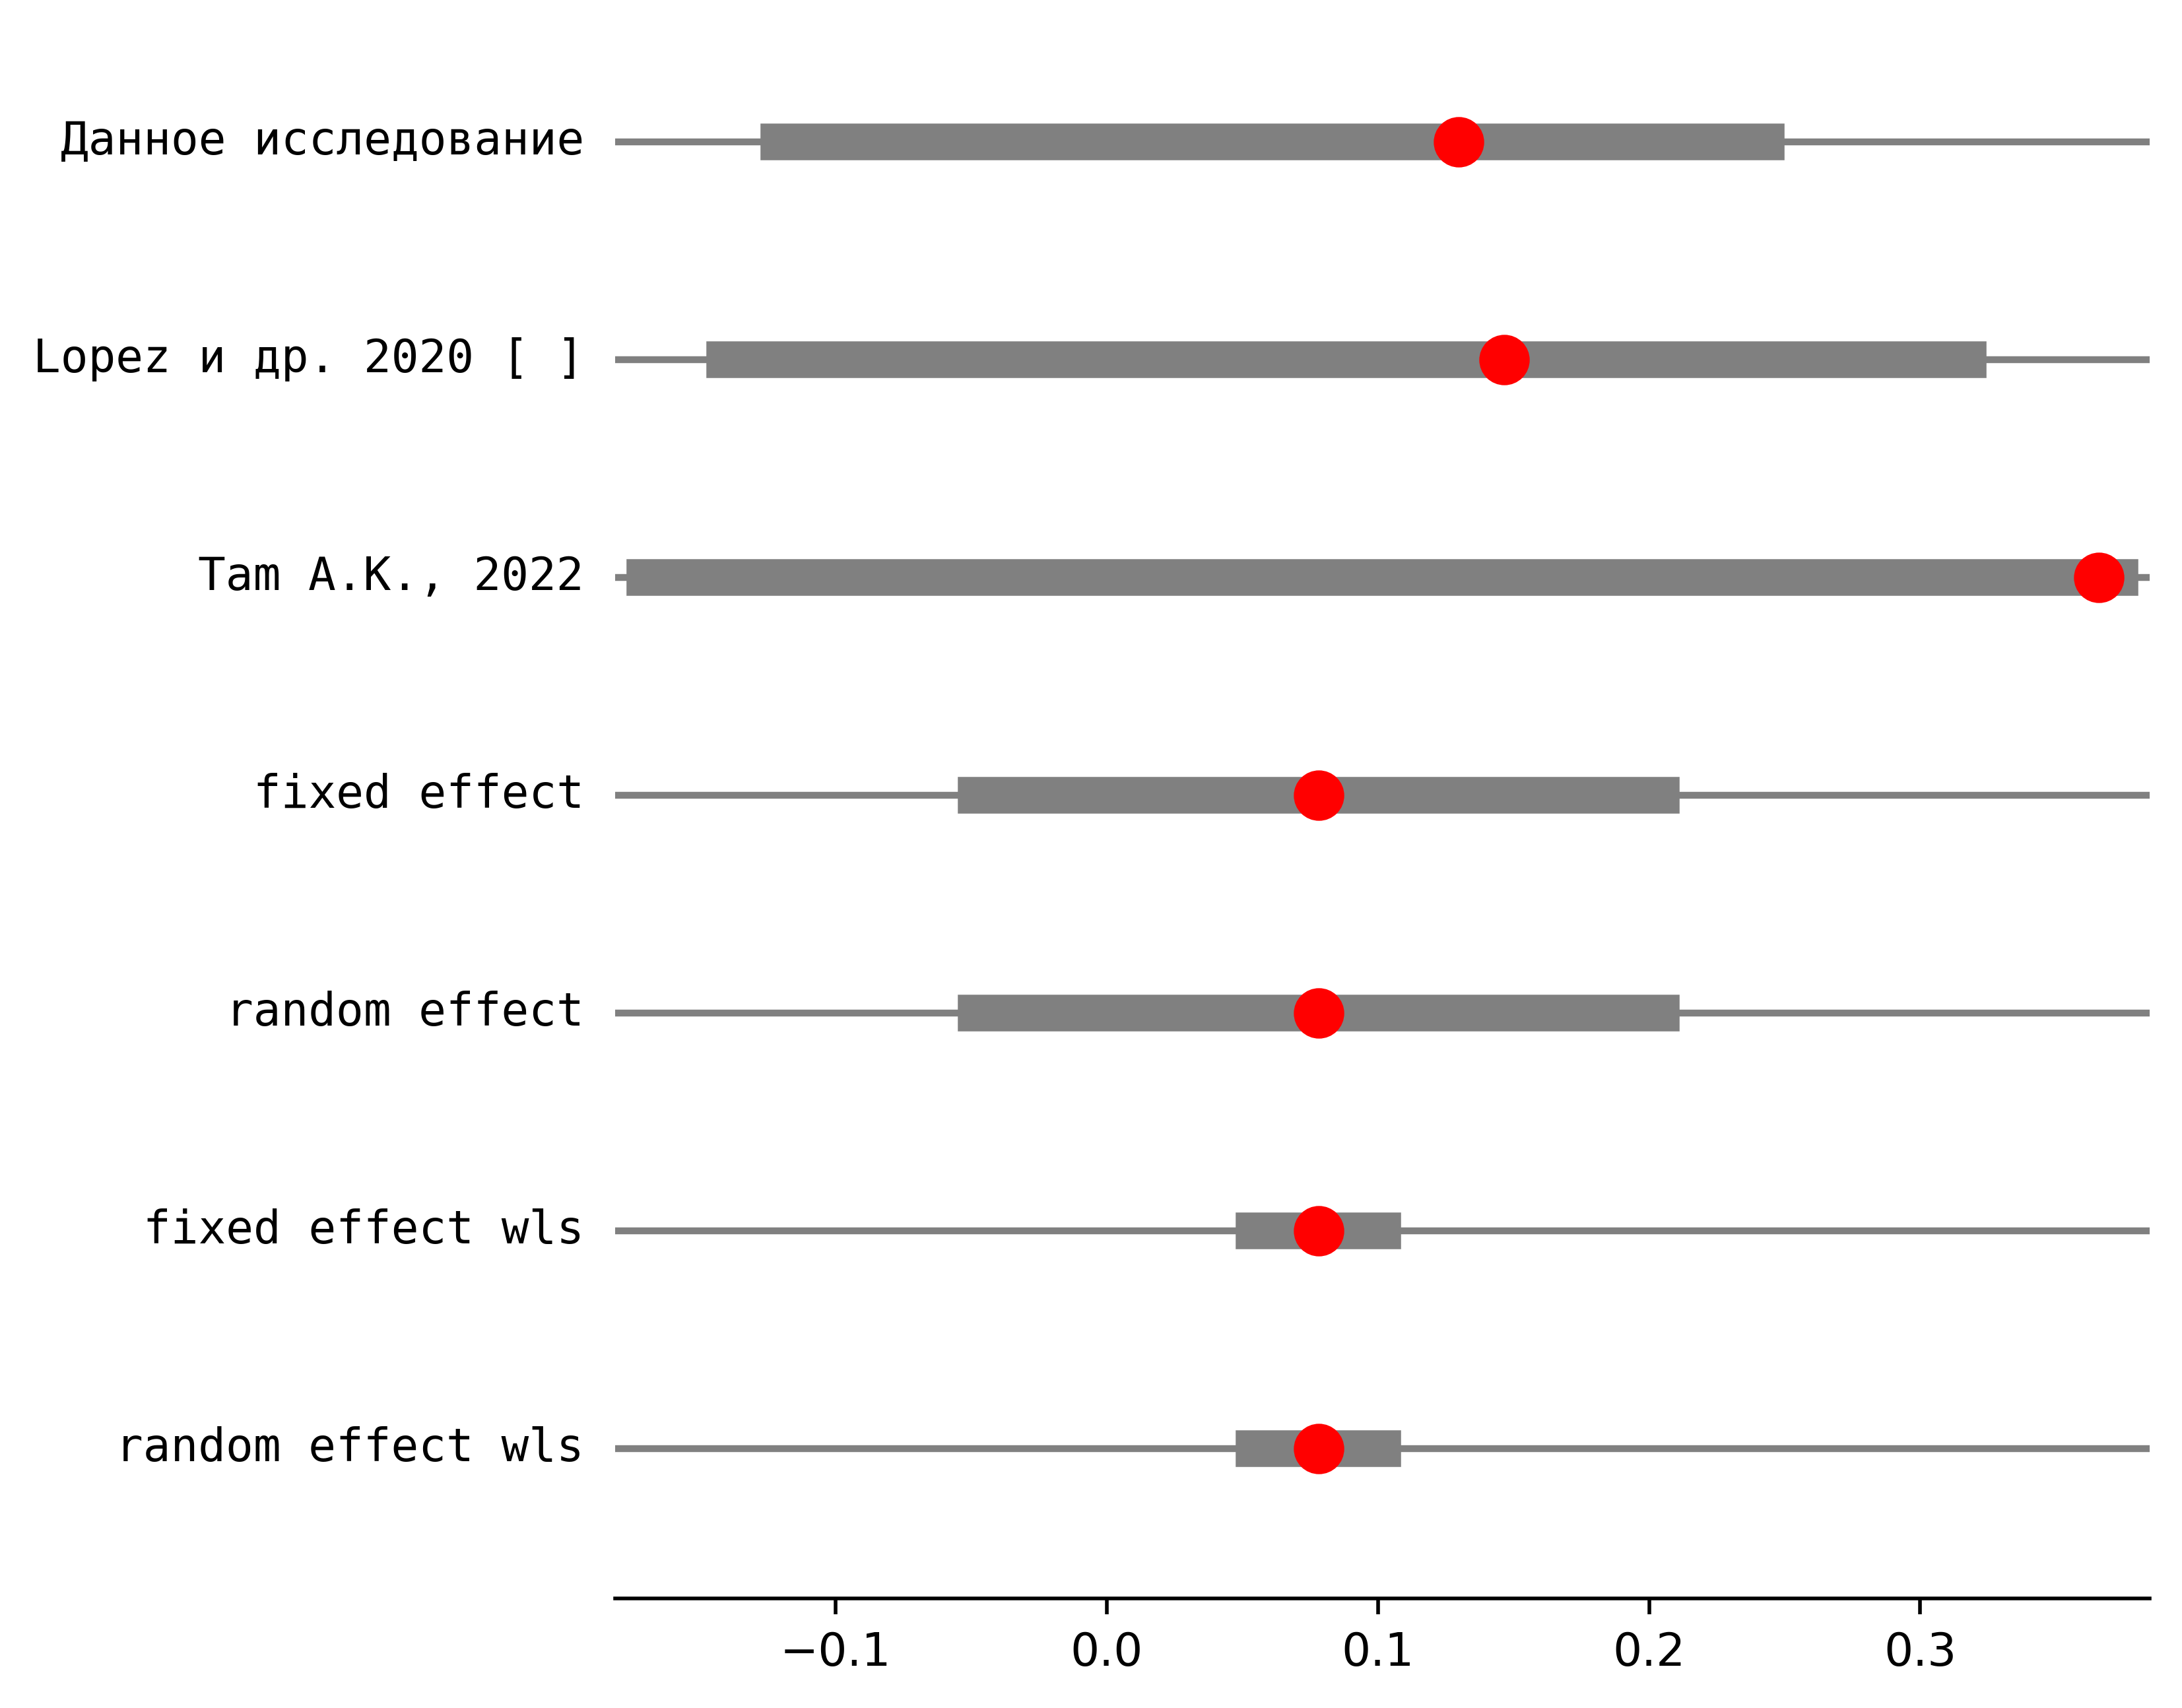 Данное исследование
Lopez и др. 2020 [ ]
Tam A.K., 2022
fixed effect
random effect
fixed effect wls
random effect wls
−0.1 0.0 0.1 0.2 0.3